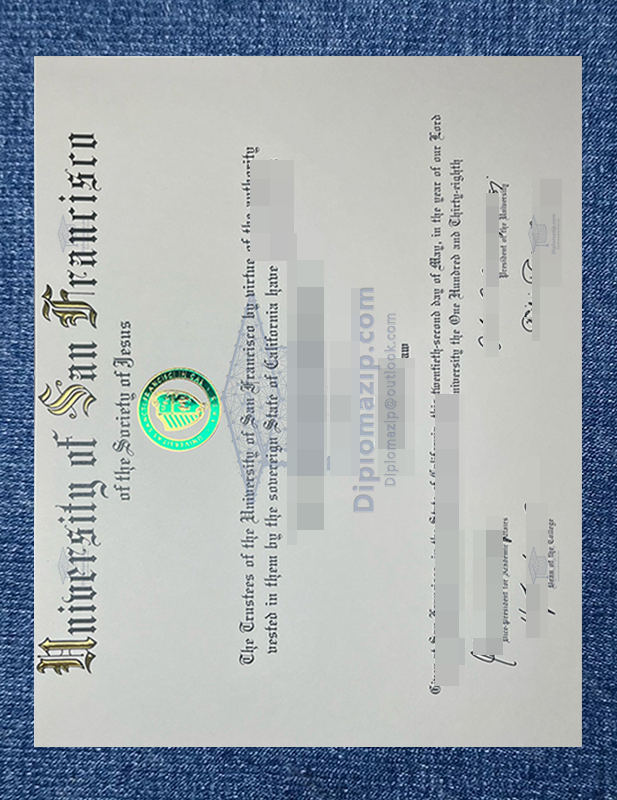 University of San Francisco
of the Society of Jesus
The Trustees of the University of San Francisco by virtue of the authority
vested in them by the sovereign State of California have
Diplomazip.com
Diplomazip@outlook.com
twenty-second day of May, in the year of our Lord
the One Hundred and Thirty-eighth
Vice-President for Academic Affairs
President of the University
Dean of the College